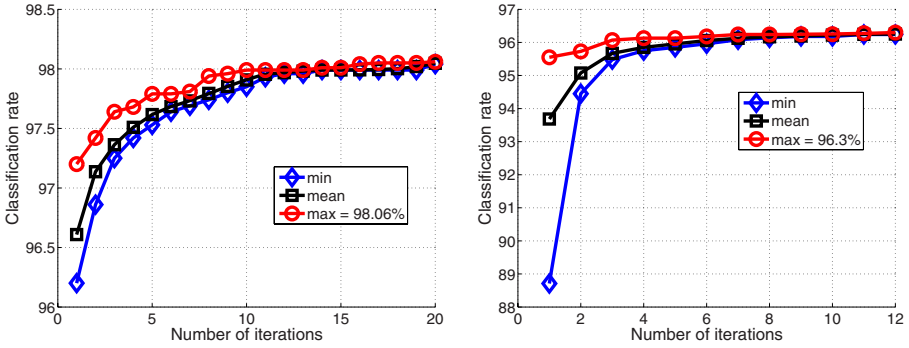 98.5
98
97.5
97
96.5
96
0
5
10
15
20
Classification rate
Number of iterations
min
mean
max = 98.06%
97
96
95
94
93
92
91
90
89
88
0
2
4
6
8
10
12
Classification rate
Number of iterations
min
mean
max = 96.3%